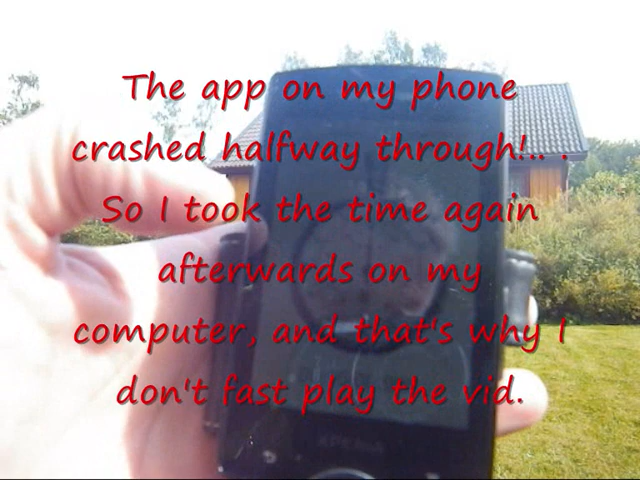 The app on my phone
crashed halfway through!.. .
So I took the time again
afterwards on my
computer, and that's why I
don't fast play the vid.
XPERIA